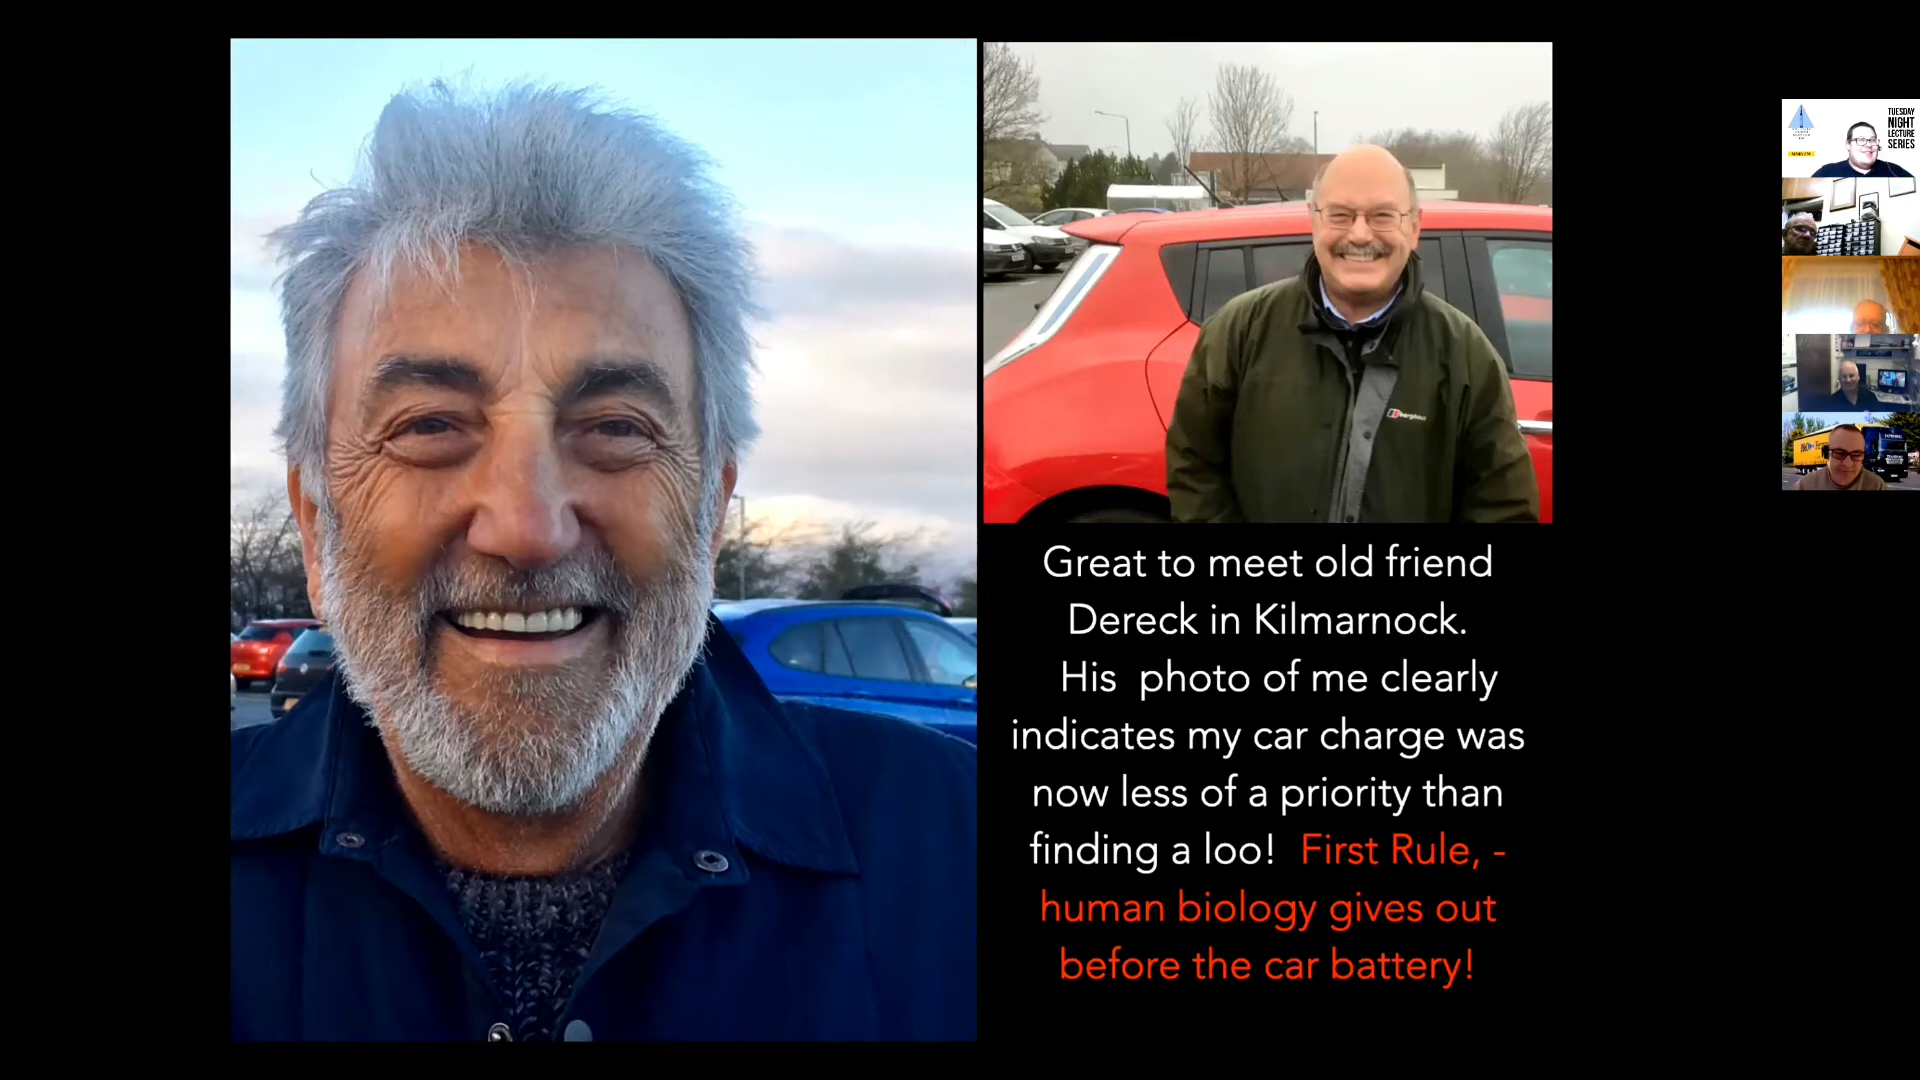 Great to meet old friend
Dereck in Kilmarnock.
His photo of me clearly
indicates my car charge was
now less of a priority than
finding a loo! First Rule, -
human biology gives out
before the car battery!
berghaus
TUESDAY
NIGHT
LECTURE
SERIES